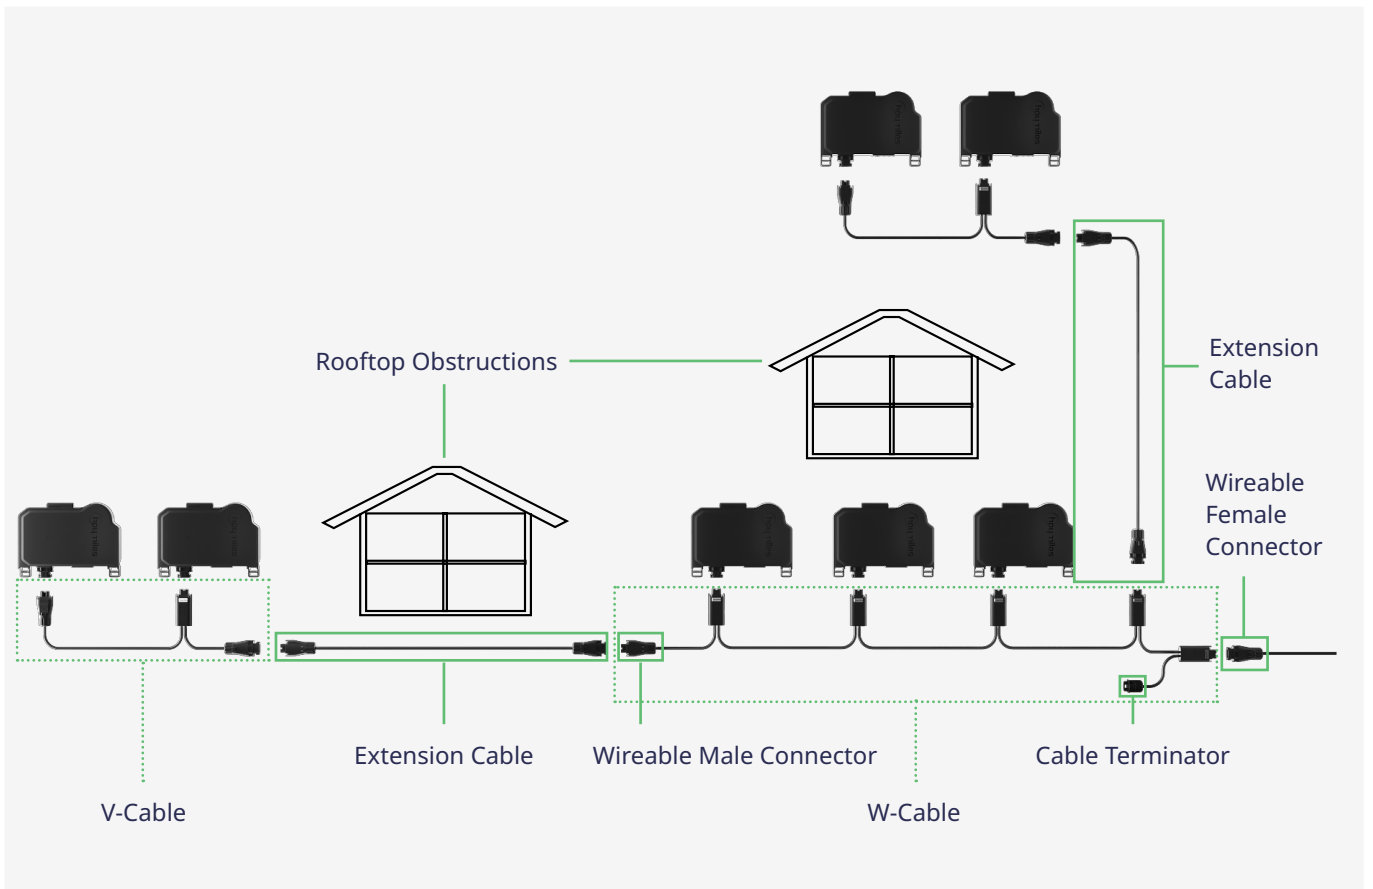 Rooftop Obstructions
Extension
Cable
Wireable
Female
Connector
Extension Cable
Wireable Male Connector
Cable Terminator
V-Cable
W-Cable